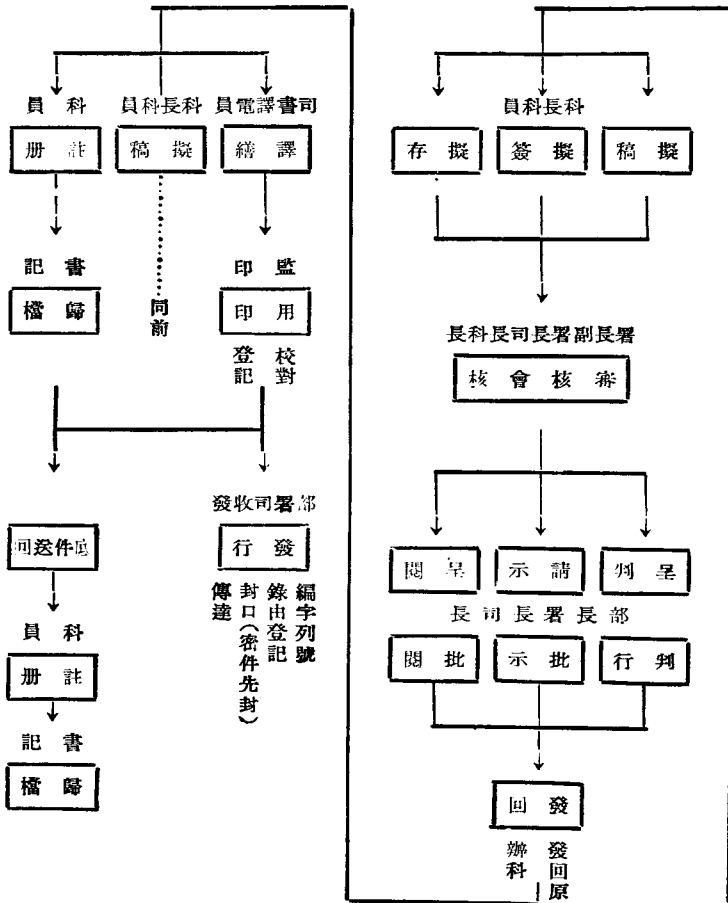 科長科員
擬稿
擬簽
擬存
署長副署長司長科長
審核會核
呈判
請示
呈閱
部長署長司長
判行
批示
批閱
發回
發回原
辦科
司書譯電員
科長科員
科員
譯繕
擬稿
註册
監印
書記
用印
同前
歸檔
校對
登記
部署司收發
發行
底件送回
編字列號
錄由登記
封口(密件先封)
傳達
科員
註册
書記
歸檔